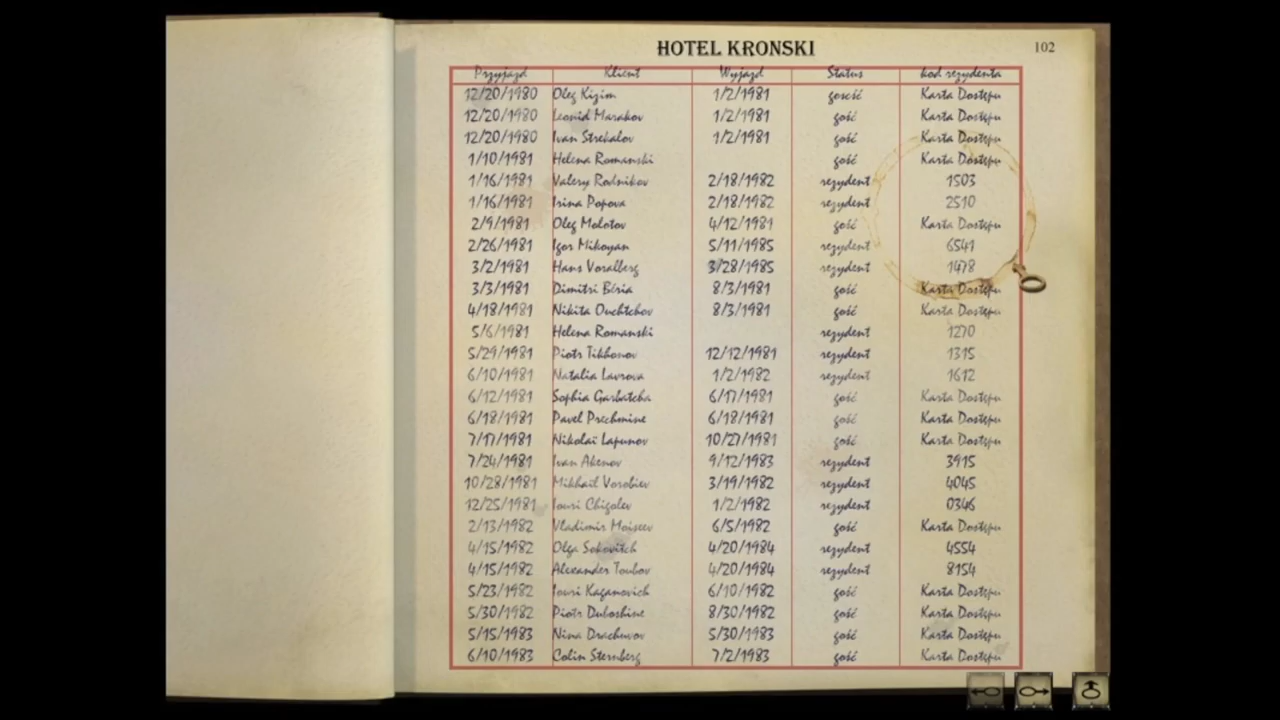 HOTEL KRONSKI
102
Przyjazd Klient Wyjazd Status kod rezydenta
12/20/1980 Oleg Kizim 1/2/1981 gosość Karta Dostępu
12/20/1980 Leonid Marakov 1/2/1981 gość Karta Dostępu
12/20/1980 Ivan Strekalov 1/2/1981 gość Karta Dostępu
1/10/1981 Helena Romanski gość Karta Dostępu
1/16/1981 Valery Rodnikov 2/18/1982 rezydent 1503
1/16/1981 Irina Popova 2/18/1982 rezydent 2510
2/9/1981 Oleg Molotov 4/12/1981 gość Karta Dostępu
2/26/1981 Igor Mikoyan 5/11/1985 rezydent 6541
3/2/1981 Hans Voralberg 3/28/1985 rezydent 1478
3/3/1981 Dimitri Béria 8/3/1981 gość Karta Dostępu
4/18/1981 Nikita Ouchtchov 8/3/1981 gość Karta Dostępu
5/6/1981 Helena Romanski rezydent 1270
5/29/1981 Piotr Tikhonov 12/12/1981 rezydent 1315
6/10/1981 Natalia Lavrova 1/2/1982 rezydent 1612
6/12/1981 Sophia Garbatcha 6/17/1981 gość Karta Dostępu
6/18/1981 Pavel Prechmine 6/18/1981 gość Karta Dostępu
7/17/1981 Nikolaï Lapunov 10/27/1981 gość Karta Dostępu
7/24/1981 Ivan Akenov 9/12/1983 rezydent 3915
10/28/1981 Mikhaïl Vorobiev 3/19/1982 rezydent 4045
12/25/1981 Iouri Chigolev 1/2/1982 rezydent 0346
2/13/1982 Vladimir Moiseev 6/5/1982 gość Karta Dostępu
4/15/1982 Olga Sokovitch 4/20/1984 rezydent 4554
4/15/1982 Alexander Toubov 4/20/1984 rezydent 8154
5/23/1982 Iouri Kaganovich 6/10/1982 gość Karta Dostępu
5/30/1982 Piotr Duboshine 8/30/1982 gość Karta Dostępu
5/15/1983 Nina Drachuvov 5/30/1983 gość Karta Dostępu
6/10/1983 Colin Sternberg 7/2/1983 gość Karta Dostępu